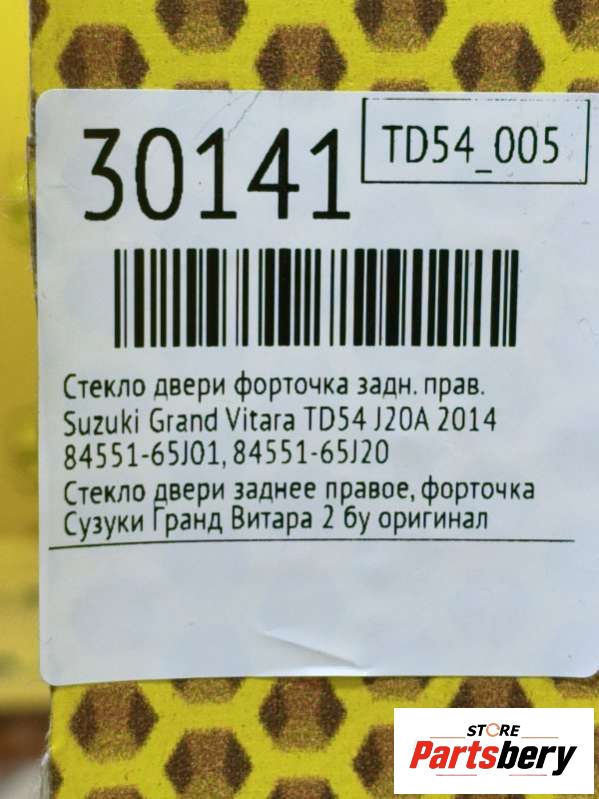 30141
TD54_005
Стекло двери форточка задн. прав.
Suzuki Grand Vitara TD54 J20A 2014
84551-65J01, 84551-65J20
Стекло двери заднее правое, форточка
Сузуки Гранд Витара 2 бу оригинал
STORE
Partsbery